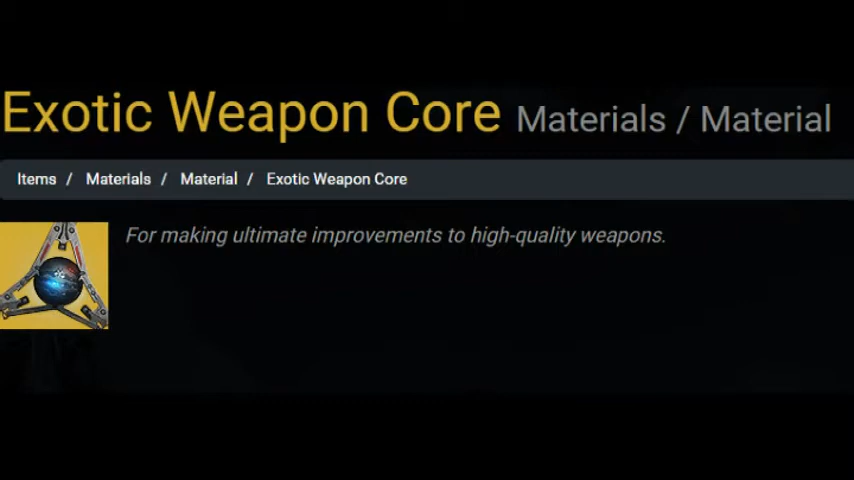 Exotic Weapon Core Materials / Material
Items / Materials / Material / Exotic Weapon Core
For making ultimate improvements to high-quality weapons.